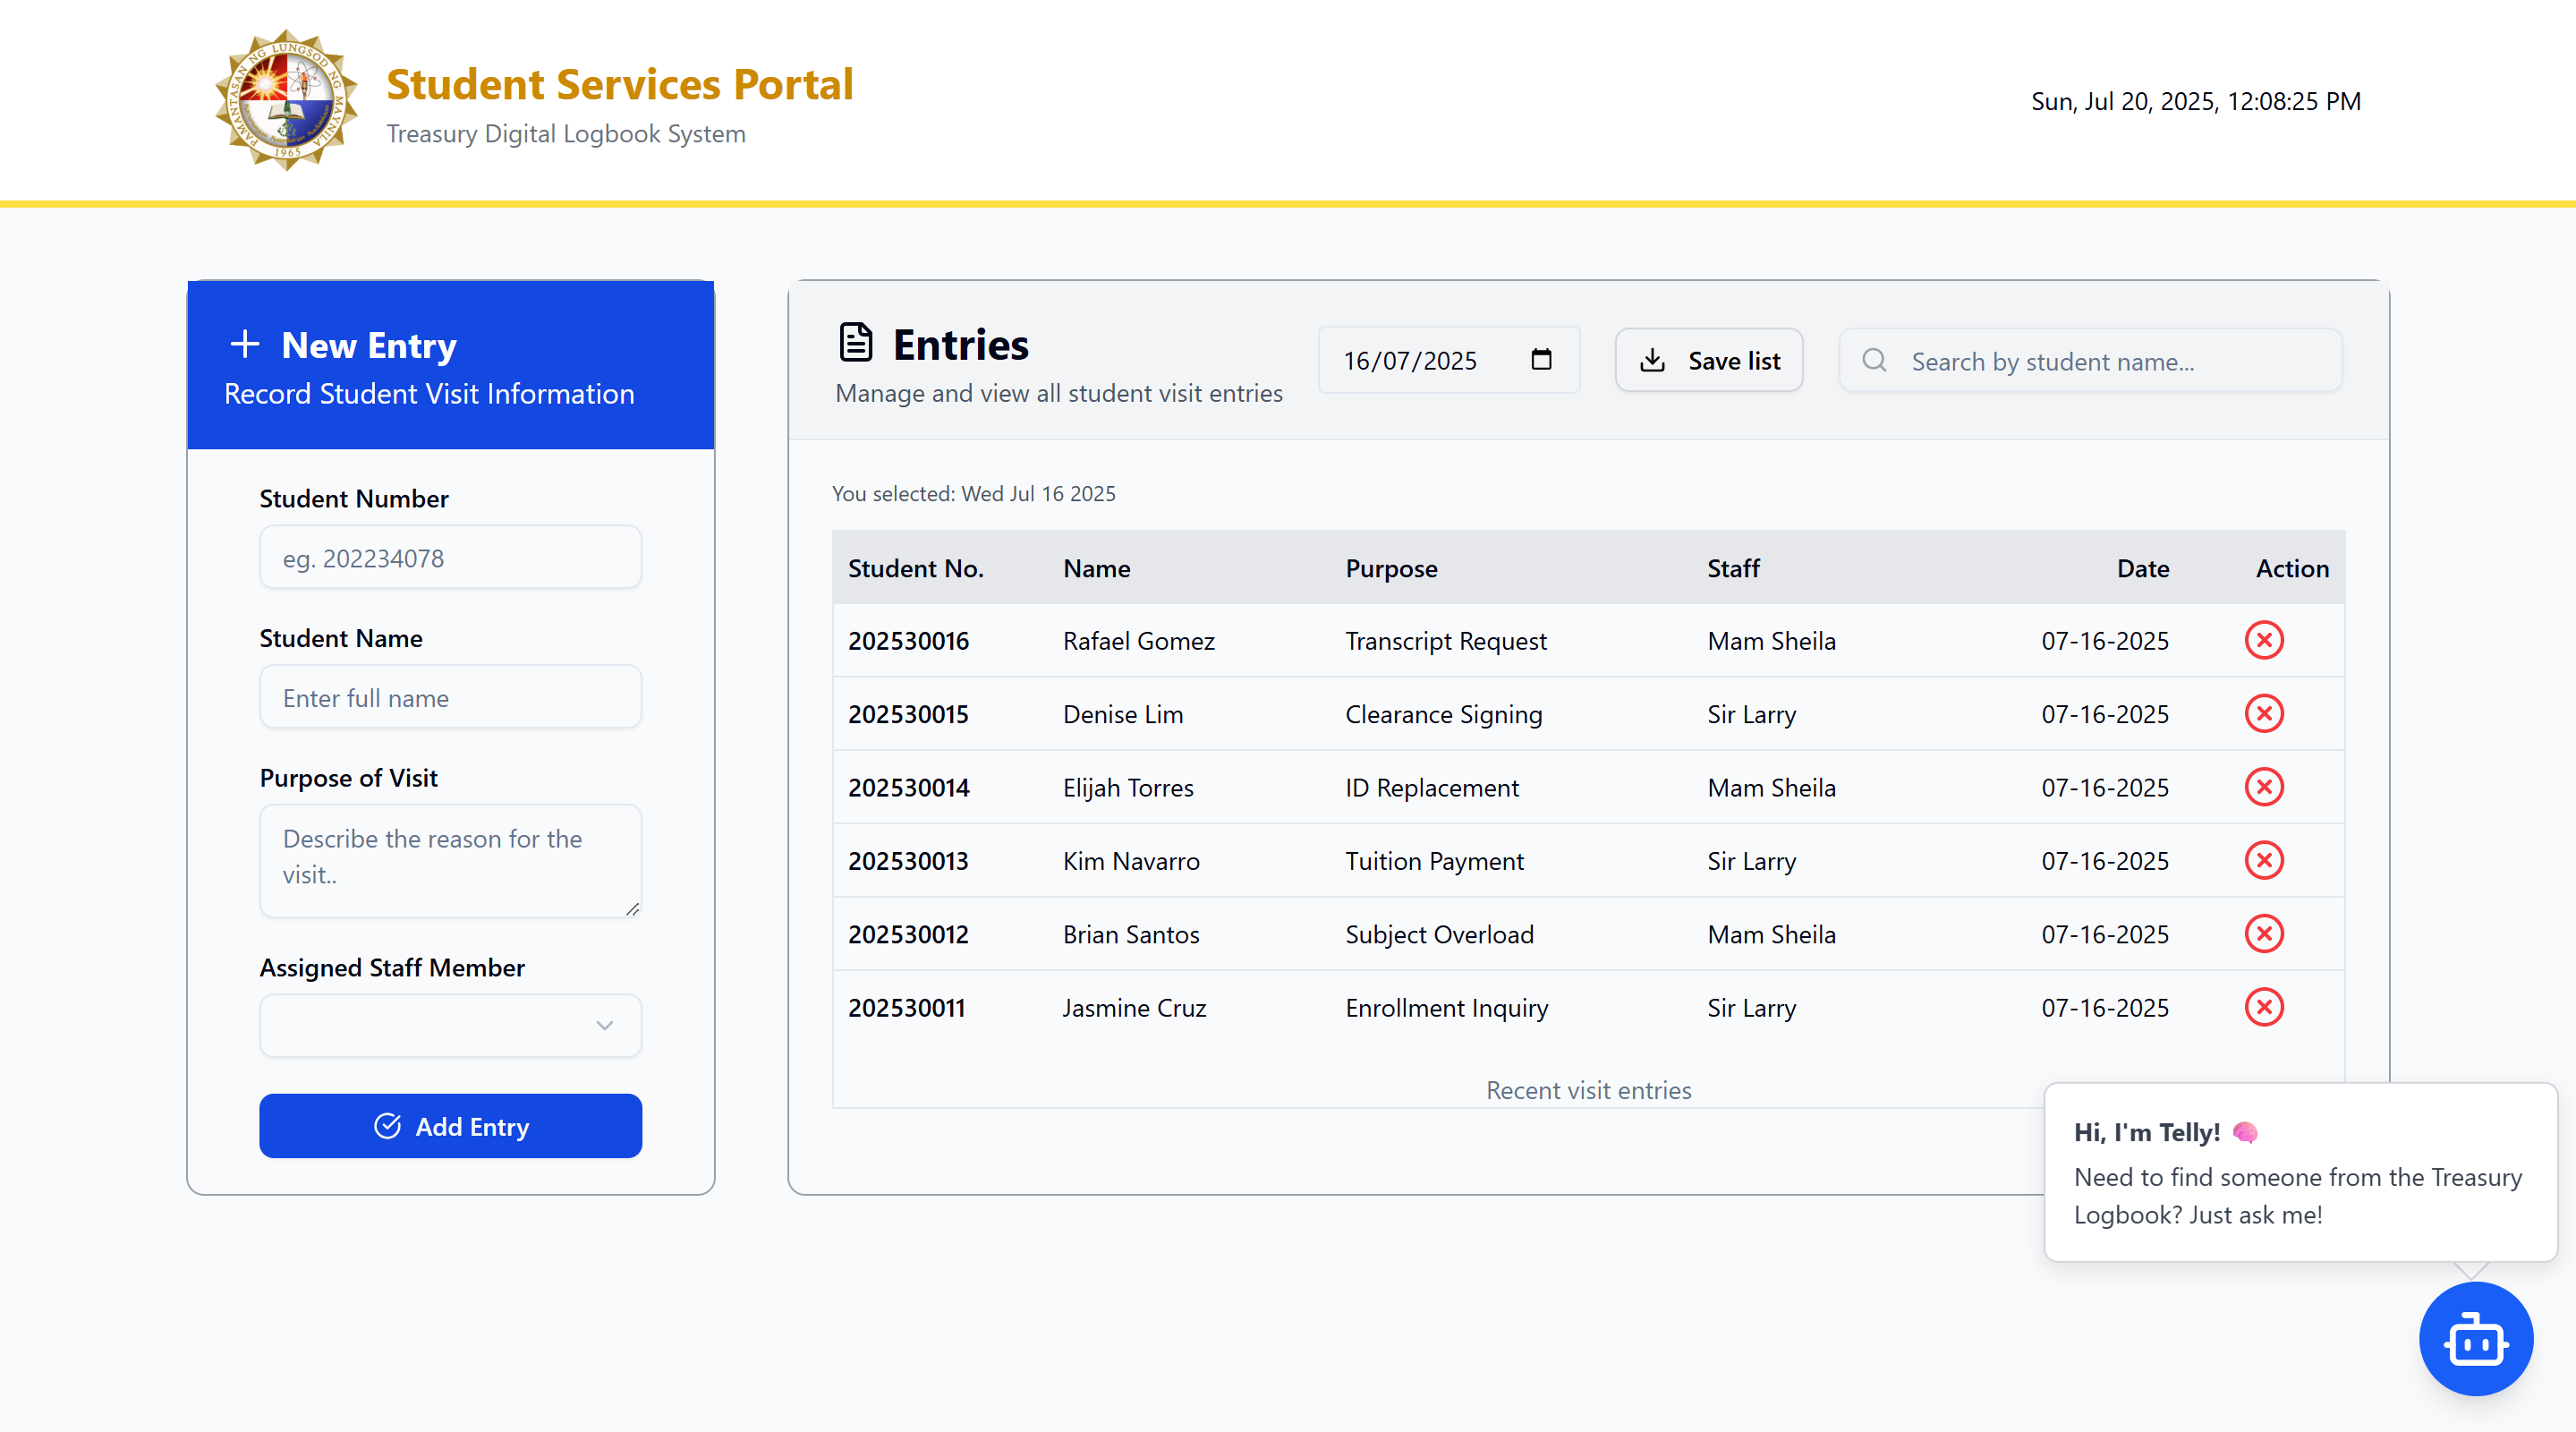 PAMANTASAN NG LUNGSOD NG MAYNILA
1965
Student Services Portal
Treasury Digital Logbook System
Sun, Jul 20, 2025, 12:08:25 PM
New Entry
Record Student Visit Information
Student Number
eg. 202234078
Student Name
Enter full name
Purpose of Visit
Describe the reason for the
visit..
Assigned Staff Member
Add Entry
Entries
Manage and view all student visit entries
16/07/2025
Save list
Search by student name...
You selected: Wed Jul 16 2025
Student No. Name Purpose Staff Date Action
202530016 Rafael Gomez Transcript Request Mam Sheila 07-16-2025
202530015 Denise Lim Clearance Signing Sir Larry 07-16-2025
202530014 Elijah Torres ID Replacement Mam Sheila 07-16-2025
202530013 Kim Navarro Tuition Payment Sir Larry 07-16-2025
202530012 Brian Santos Subject Overload Mam Sheila 07-16-2025
202530011 Jasmine Cruz Enrollment Inquiry Sir Larry 07-16-2025
Recent visit entries
Hi, I'm Telly! 🧠
Need to find someone from the Treasury
Logbook? Just ask me!